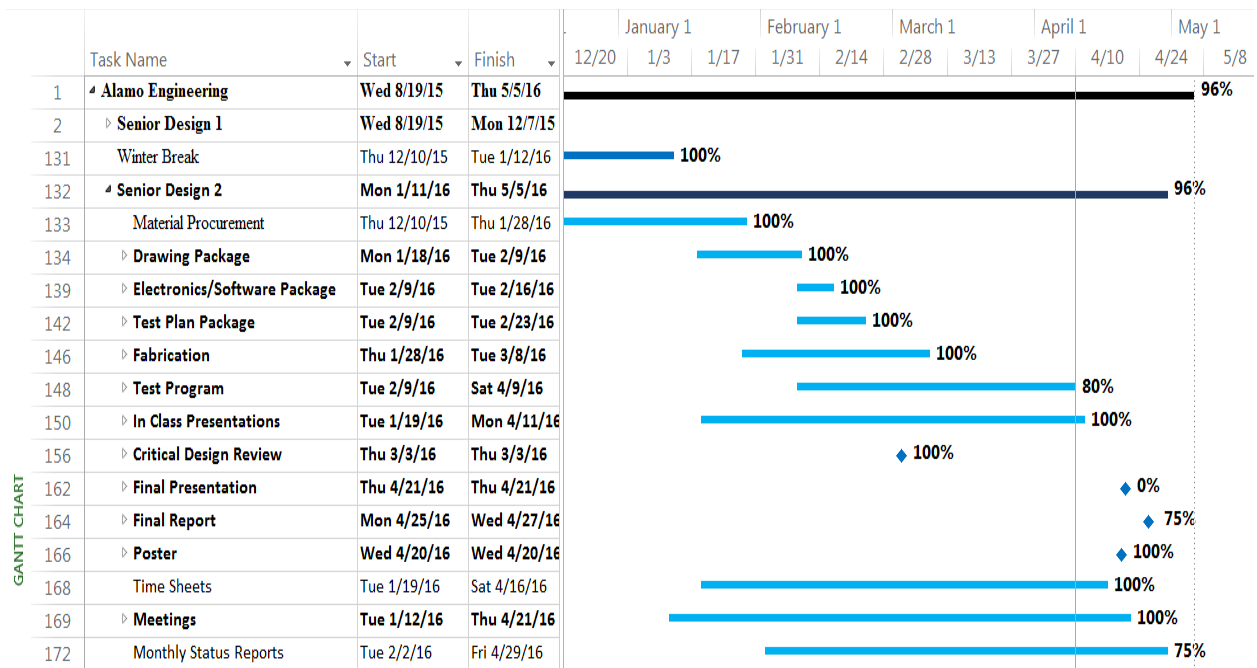 January 1 February 1 March 1 April 1 May 1
Task Name Start Finish 12/20 1/3 1/17 1/31 2/14 2/28 3/13 3/27 4/10 4/24 5/8
1 Alamo Engineering Wed 8/19/15 Thu 5/5/16 96%
2 Senior Design 1 Wed 8/19/15 Mon 12/7/15
131 Winter Break Thu 12/10/15 Tue 1/12/16 100%
132 Senior Design 2 Mon 1/11/16 Thu 5/5/16 96%
133 Material Procurement Thu 12/10/15 Thu 1/28/16 100%
134 Drawing Package Mon 1/18/16 Tue 2/9/16 100%
139 Electronics/Software Package Tue 2/9/16 Tue 2/16/16 100%
142 Test Plan Package Tue 2/9/16 Tue 2/23/16 100%
146 Fabrication Thu 1/28/16 Tue 3/8/16 100%
148 Test Program Tue 2/9/16 Sat 4/9/16 80%
150 In Class Presentations Tue 1/19/16 Mon 4/11/16 100%
156 Critical Design Review Thu 3/3/16 Thu 3/3/16 100%
162 Final Presentation Thu 4/21/16 Thu 4/21/16 0%
164 Final Report Mon 4/25/16 Wed 4/27/16 75%
166 Poster Wed 4/20/16 Wed 4/20/16 100%
168 Time Sheets Tue 1/19/16 Sat 4/16/16 100%
169 Meetings Tue 1/12/16 Thu 4/21/16 100%
172 Monthly Status Reports Tue 2/2/16 Fri 4/29/16 75%
GANTT CHART